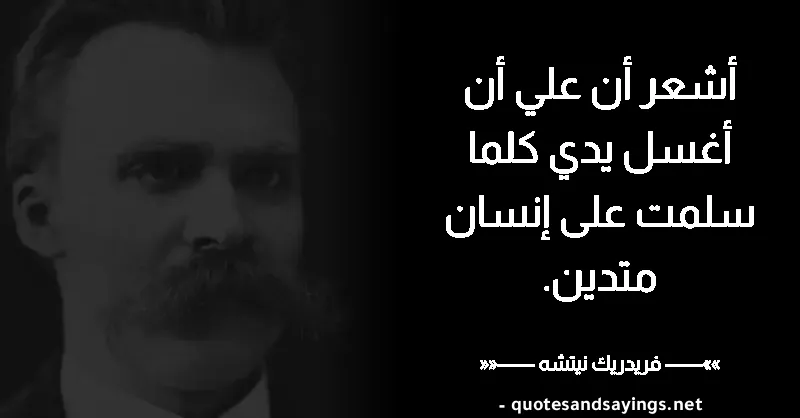 أشعر أن علي أن
أغسل يدي كلما
سلمت على إنسان
متدين.
»»—— فريدريك نيتشه ——««
- quotesandsayings.net